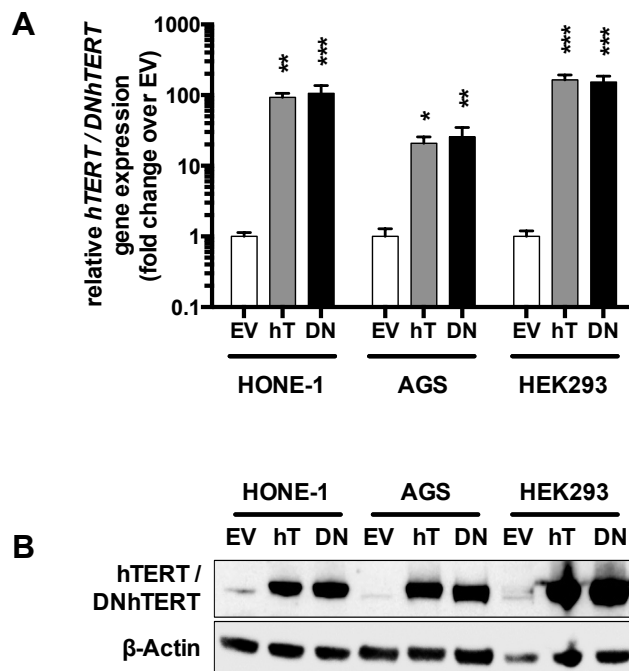 A
relative hTERT / DNhTERT
gene expression
(fold change over EV)
1000
100
10
1
0.1
** *** * ** *** ***
EV hT DN EV hT DN EV hT DN
HONE-1 AGS HEK293
HONE-1 AGS HEK293
B
EV hT DN EV hT DN EV hT DN
hTERT /
DNhTERT
β-Actin